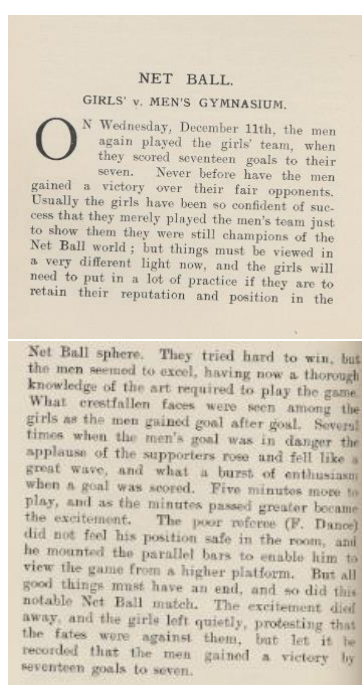 NET BALL.
GIRLS' v. MEN'S GYMNASIUM.
ON Wednesday, December 11th, the men
again played the girls' team, when
they scored seventeen goals to their
seven. Never before have the men
gained a victory over their fair opponents.
Usually the girls have been so confident of suc-
cess that they merely played the men's team just
to show them they were still champions of the
Net Ball world ; but things must be viewed in
a very different light now, and the girls will
need to put in a lot of practice if they are to
retain their reputation and position in the
Net Ball sphere. They tried hard to win, but
the men seemed to excel, having now a thorough
knowledge of the art required to play the game.
What crestfallen faces were seen among the
girls as the men gained goal after goal. Several
times when the men's goal was in danger the
applause of the supporters rose and fell like a
great wave, and what a burst of enthusiasm
when a goal was scored. Five minutes more to
play, and as the minutes passed greater became
the excitement. The poor referee (F. Dance)
did not feel his position safe in the room, and
he mounted the parallel bars to enable him to
view the game from a higher platform. But all
good things must have an end, and so did this
notable Net Ball match. The excitement died
away, and the girls left quietly, protesting that
the fates were against them, but let it be
recorded that the men gained a victory by
seventeen goals to seven.